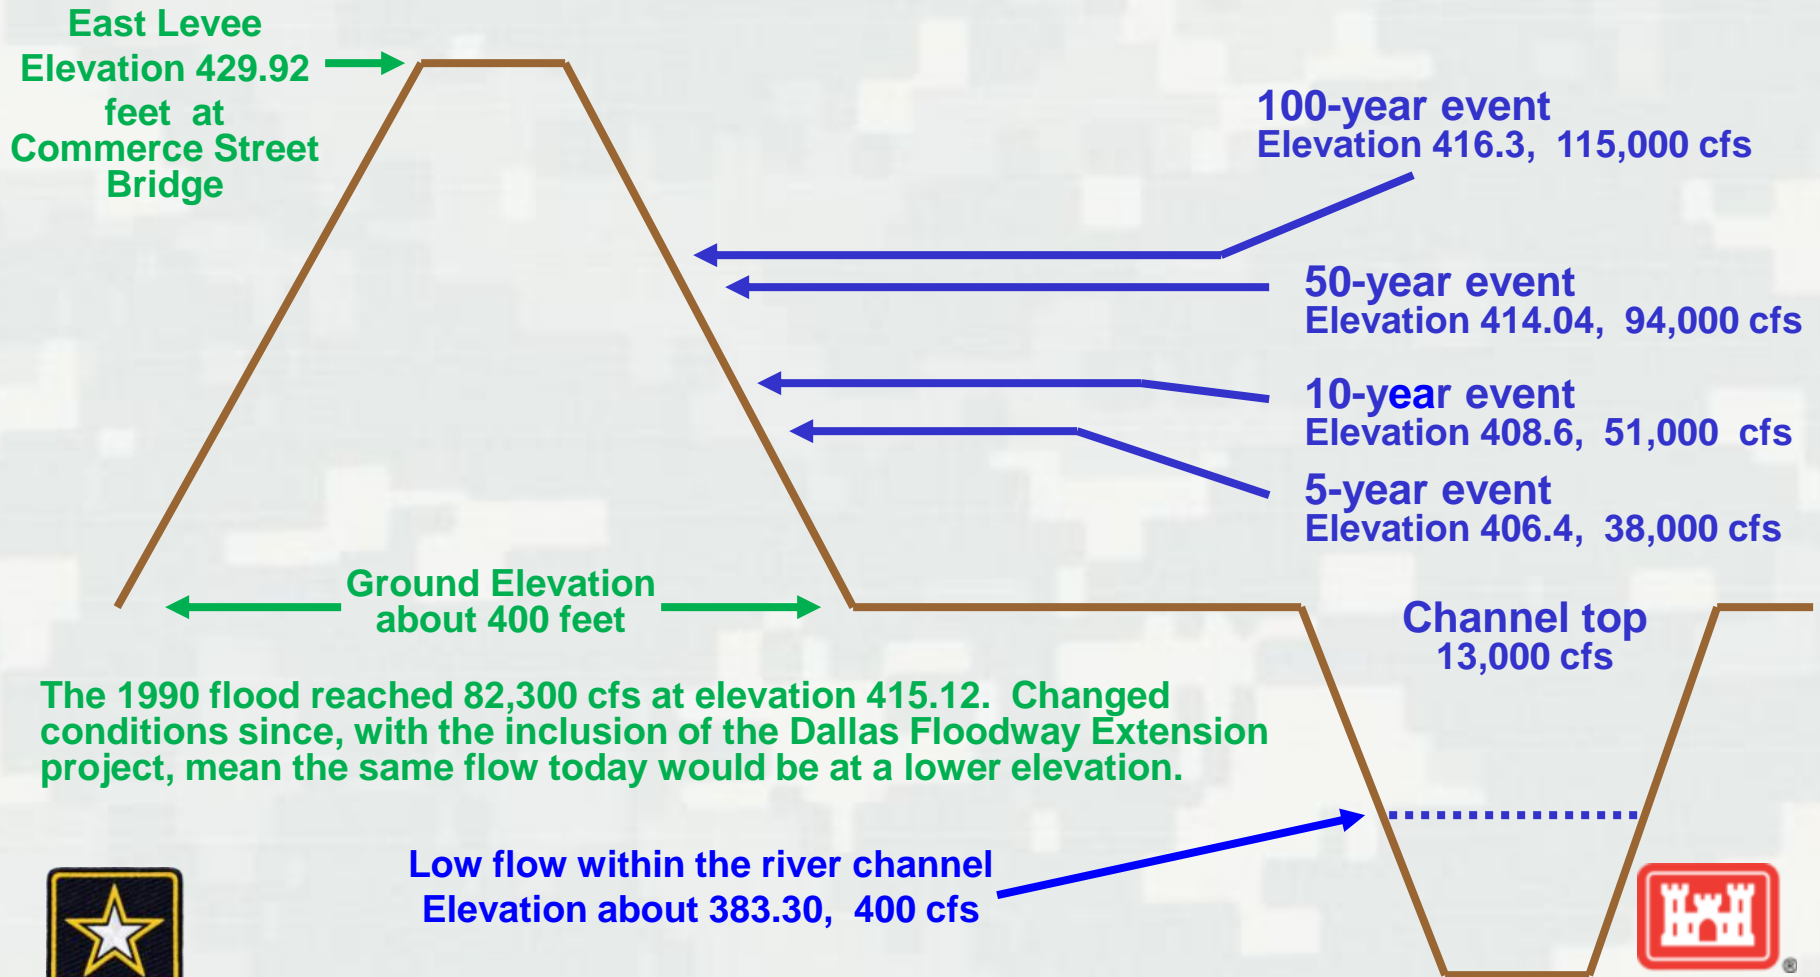 East Levee
Elevation 429.92
feet at
Commerce Street
Bridge
100-year event
Elevation 416.3, 115,000 cfs
50-year event
Elevation 414.04, 94,000 cfs
10-year event
Elevation 408.6, 51,000 cfs
5-year event
Elevation 406.4, 38,000 cfs
Ground Elevation
about 400 feet
Channel top
13,000 cfs
The 1990 flood reached 82,300 cfs at elevation 415.12. Changed
conditions since, with the inclusion of the Dallas Floodway Extension
project, mean the same flow today would be at a lower elevation.
Low flow within the river channel
Elevation about 383.30, 400 cfs
®